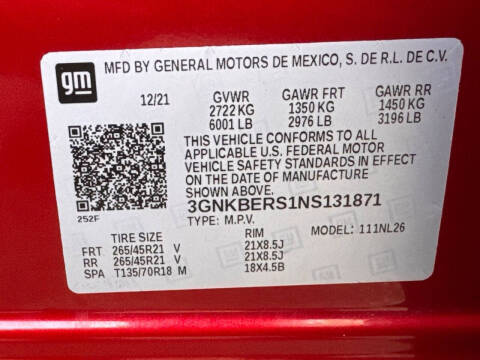 gm MFD BY GENERAL MOTORS DE MEXICO, S. DE R.L. DE C.V.
12/21 GVWR GAWR FRT GAWR RR
2722 KG 1350 KG 1450 KG
6001 LB 2976 LB 3196 LB
THIS VEHICLE CONFORMS TO ALL
APPLICABLE U.S. FEDERAL MOTOR
VEHICLE SAFETY STANDARDS IN EFFECT
ON THE DATE OF MANUFACTURE
SHOWN ABOVE.
252F 3GNKBERS1NS131871
TYPE: M.P.V. MODEL: 111NL26
TIRE SIZE RIM
FRT 265/45R21 V 21X8.5J
RR 265/45R21 V 21X8.5J
SPA T135/70R18 M 18X4.5B